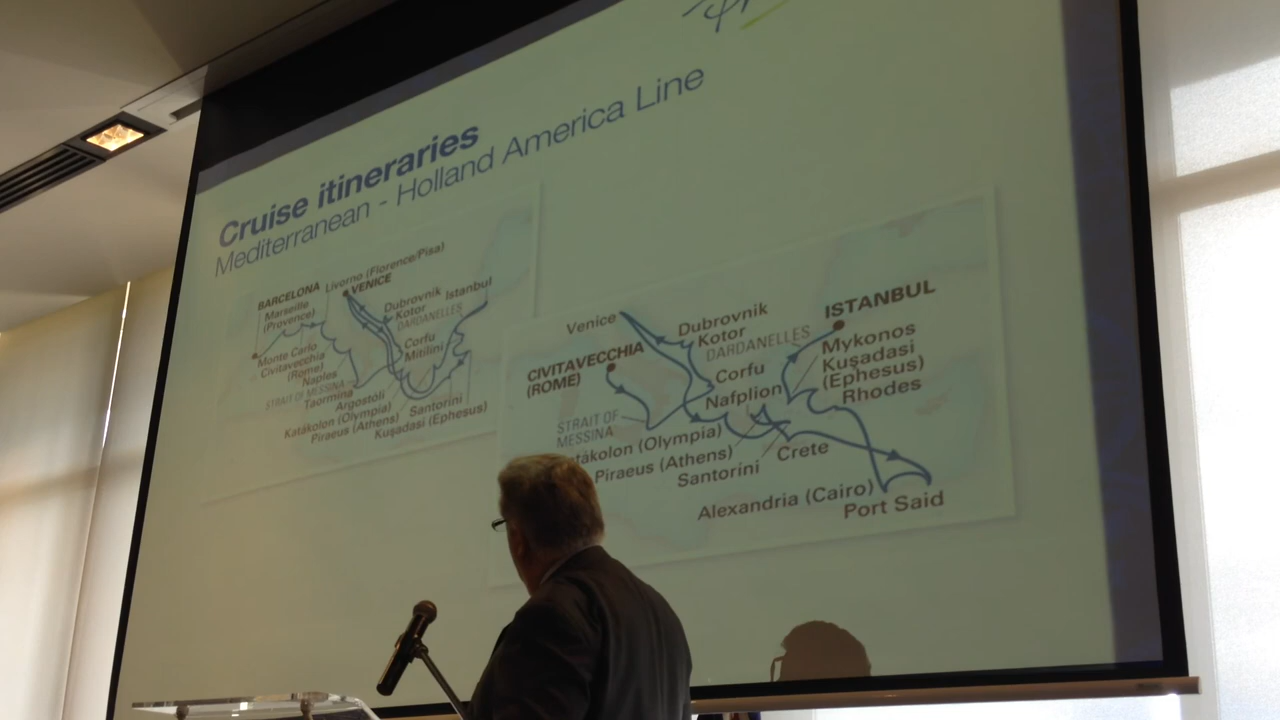 Cruise itineraries
Mediterranean - Holland America Line
Livorno (Florence/Pisa)
BARCELONA
VENICE
Marseille
(Provence)
Dubrovnik
Istanbul
Kotor
DARDANELLES
Corfu
Mitilini
Monte Carlo
Civitavecchia
(Rome)
Naples
STRAIT OF MESSINA
Taormina
Argostoli
Katákolon (Olympia)
Santorini
Piraeus (Athens)
Kuşadasi (Ephesus)
Venice
Dubrovnik
Kotor
DARDANELLES
ISTANBUL
CIVITAVECCHIA
(ROME)
Mykonos
Kuşadasi
(Ephesus)
Rhodes
Corfu
Nafplion
STRAIT OF
MESSINA
atákolon (Olympia)
Piraeus (Athens)
Santorini
Crete
Alexandria (Cairo)
Port Said